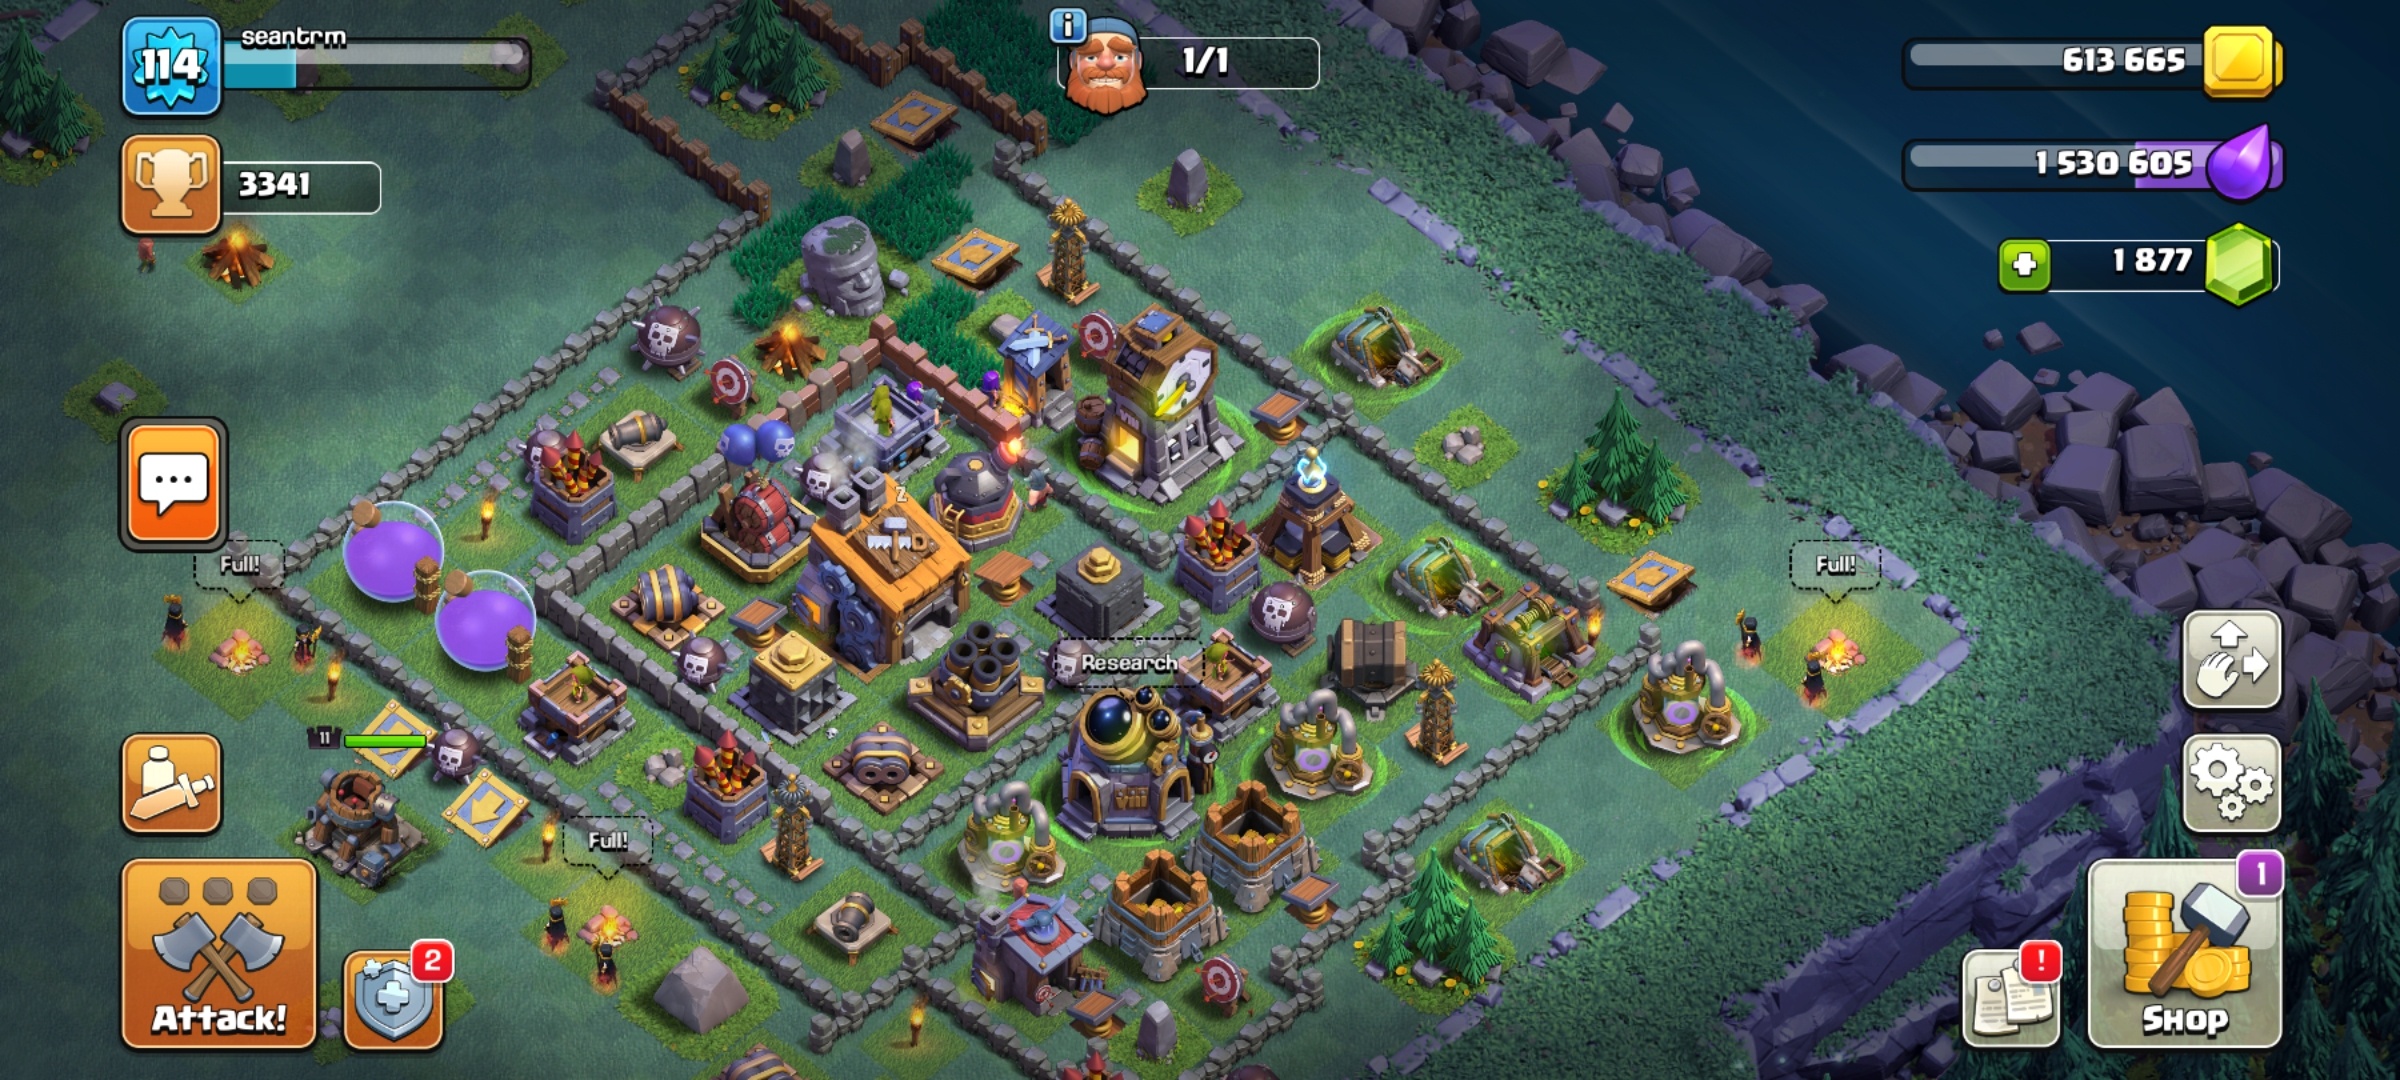 114
seantrm
i
1/1
613 665
3341
1 530 605
1 877
Full!
Full!
Z
Research
11
VIII
Full!
2
Attack!
1
!
Shop